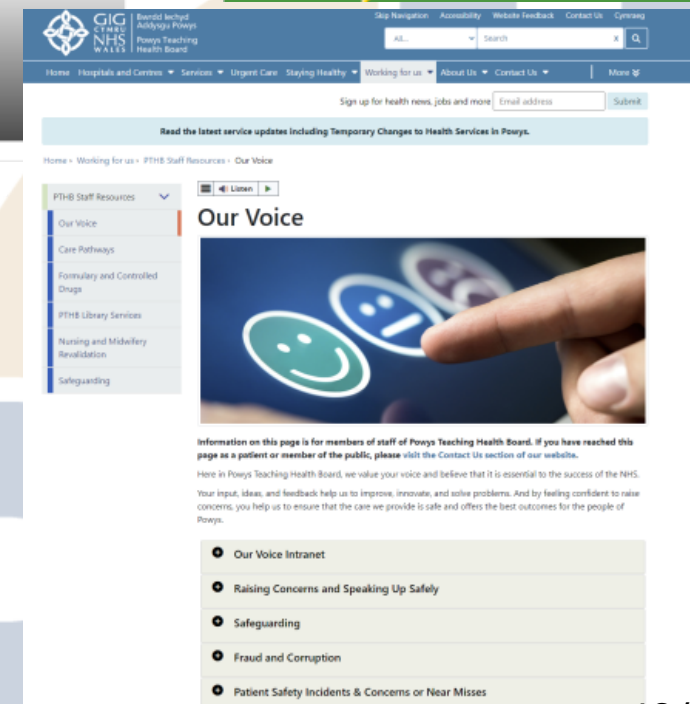 Skip Navigation Accessibility Website Feedback Contact Us Cymraeg
GIG
CYMRU
NHS
WALES
Bwrdd Iechyd
Addysgu Powys
Powys Teaching
Health Board
All... Search x
Home Hospitals and Centres Services Urgent Care Staying Healthy Working for us About Us Contact Us More
Sign up for health news, jobs and more Email address Submit
Read the latest service updates including Temporary Changes to Health Services in Powys.
Home › Working for us › PTHB Staff Resources › Our Voice
PTHB Staff Resources
Our Voice
Care Pathways
Formulary and Controlled
Drugs
PTHB Library Services
Nursing and Midwifery
Revalidation
Safeguarding
Listen
Our Voice
Information on this page is for members of staff of Powys Teaching Health Board. If you have reached this
page as a patient or member of the public, please visit the Contact Us section of our website.
Here in Powys Teaching Health Board, we value your voice and believe that it is essential to the success of the NHS.
Your input, ideas, and feedback help us to improve, innovate, and solve problems. And by feeling confident to raise
concerns, you help us to ensure that the care we provide is safe and offers the best outcomes for the people of
Powys.
Our Voice Intranet
Raising Concerns and Speaking Up Safely
Safeguarding
Fraud and Corruption
Patient Safety Incidents & Concerns or Near Misses